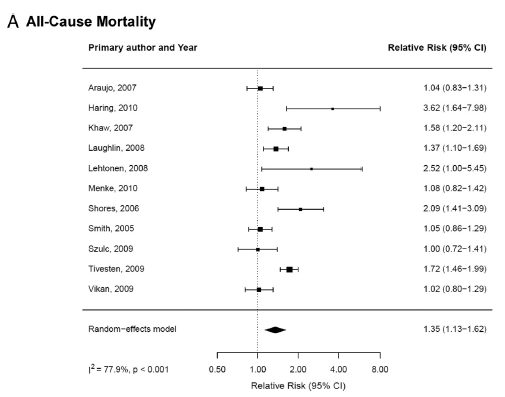 A All-Cause Mortality
Primary author and Year Relative Risk (95% CI)
Araujo, 2007 1.04 (0.83−1.31)
Haring, 2010 3.62 (1.64−7.98)
Khaw, 2007 1.58 (1.20−2.11)
Laughlin, 2008 1.37 (1.10−1.69)
Lehtonen, 2008 2.52 (1.00−5.45)
Menke, 2010 1.08 (0.82−1.42)
Shores, 2006 2.09 (1.41−3.09)
Smith, 2005 1.05 (0.86−1.29)
Szulc, 2009 1.00 (0.72−1.41)
Tivesten, 2009 1.72 (1.46−1.99)
Vikan, 2009 1.02 (0.80−1.29)
Random−effects model 1.35 (1.13−1.62)
I² = 77.9%, p < 0.001
0.50 1.00 2.00 4.00 8.00
Relative Risk (95% CI)